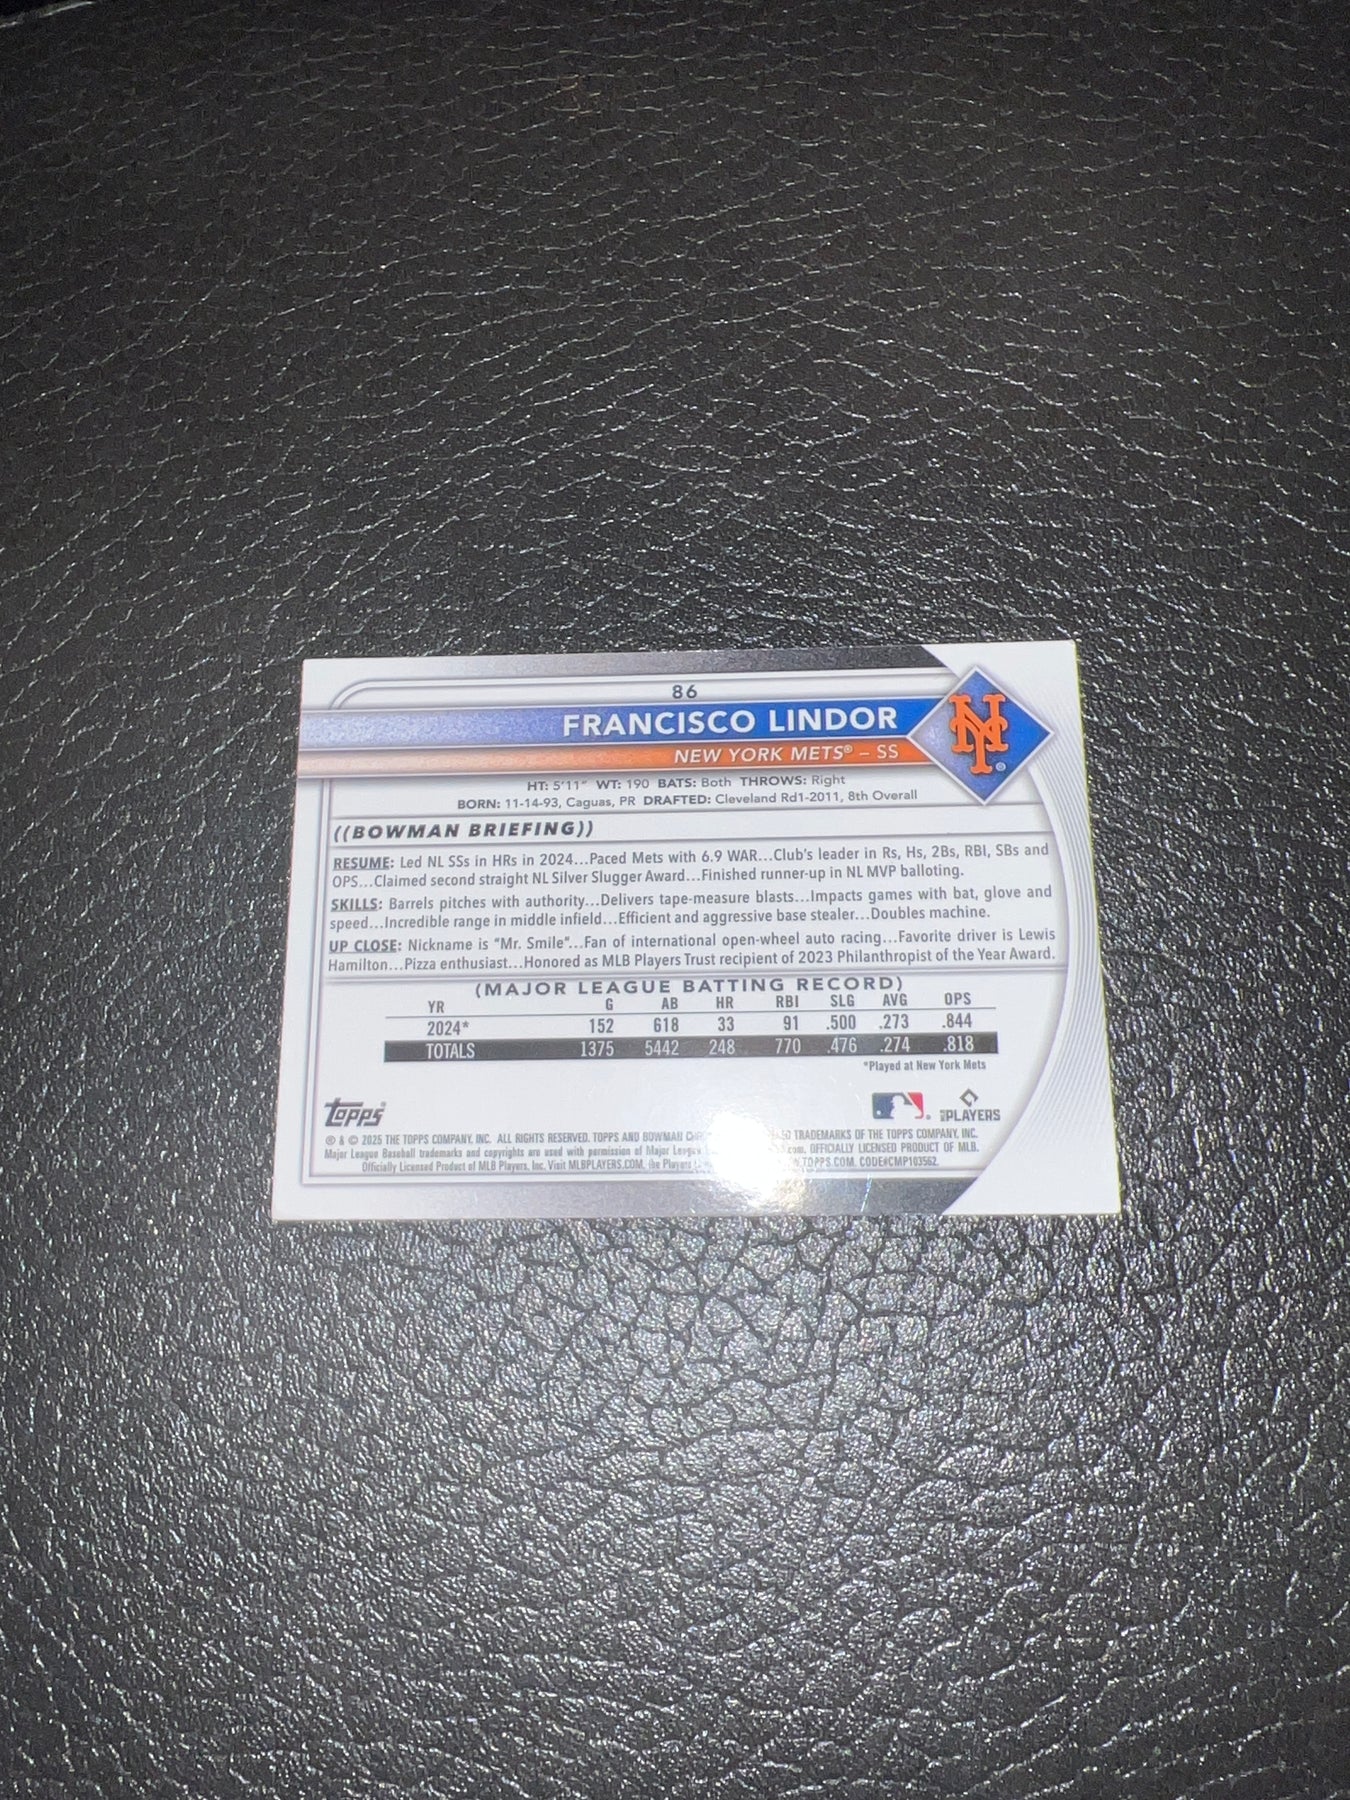 86
FRANCISCO LINDOR
NEW YORK METS® – SS
NY ®
HT: 5'11" WT: 190 BATS: Both THROWS: Right
BORN: 11-14-93, Caguas, PR DRAFTED: Cleveland Rd1-2011, 8th Overall
((BOWMAN BRIEFING))
RESUME: Led NL SSs in HRs in 2024...Paced Mets with 6.9 WAR...Club's leader in Rs, Hs, 2Bs, RBI, SBs and
OPS...Claimed second straight NL Silver Slugger Award...Finished runner-up in NL MVP balloting.
SKILLS: Barrels pitches with authority...Delivers tape-measure blasts...Impacts games with bat, glove and
speed...Incredible range in middle infield...Efficient and aggressive base stealer...Doubles machine.
UP CLOSE: Nickname is "Mr. Smile"...Fan of international open-wheel auto racing...Favorite driver is Lewis
Hamilton...Pizza enthusiast...Honored as MLB Players Trust recipient of 2023 Philanthropist of the Year Award.
(MAJOR LEAGUE BATTING RECORD)
YR G AB HR RBI SLG AVG OPS
2024* 152 618 33 91 .500 .273 .844
TOTALS 1375 5442 248 770 .476 .274 .818
*Played at New York Mets
Topps® MLB PLAYERS
® & © 2025 THE TOPPS COMPANY, INC. ALL RIGHTS RESERVED. TOPPS AND BOWMAN TRADEMARKS OF THE TOPPS COMPANY, INC.
Major League Baseball trademarks and copyrights are used with permission of Major .com. OFFICIALLY LICENSED PRODUCT OF MLB.
Officially Licensed Product of MLB Players, Inc. Visit MLBPLAYERS.COM, .TOPPS.COM. CODE#CMP103562.